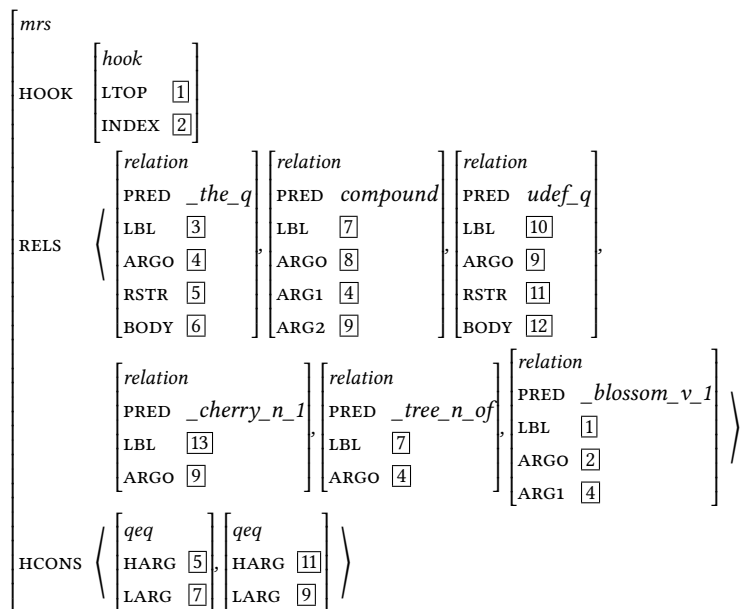 mrs
HOOK hook
LTOP 1
INDEX 2
RELS ⟨ relation relation relation
PRED _the_q , PRED compound , PRED udef_q ,
LBL 3 LBL 7 LBL 10
ARG0 4 ARG0 8 ARG0 9
RSTR 5 ARG1 4 RSTR 11
BODY 6 ARG2 9 BODY 12
relation relation relation
PRED _cherry_n_1 , PRED _tree_n_of , PRED _blossom_v_1 ⟩
LBL 13 LBL 7 LBL 1
ARG0 9 ARG0 4 ARG0 2
ARG1 4
HCONS ⟨ qeq , qeq ⟩
HARG 5 HARG 11
LARG 7 LARG 9